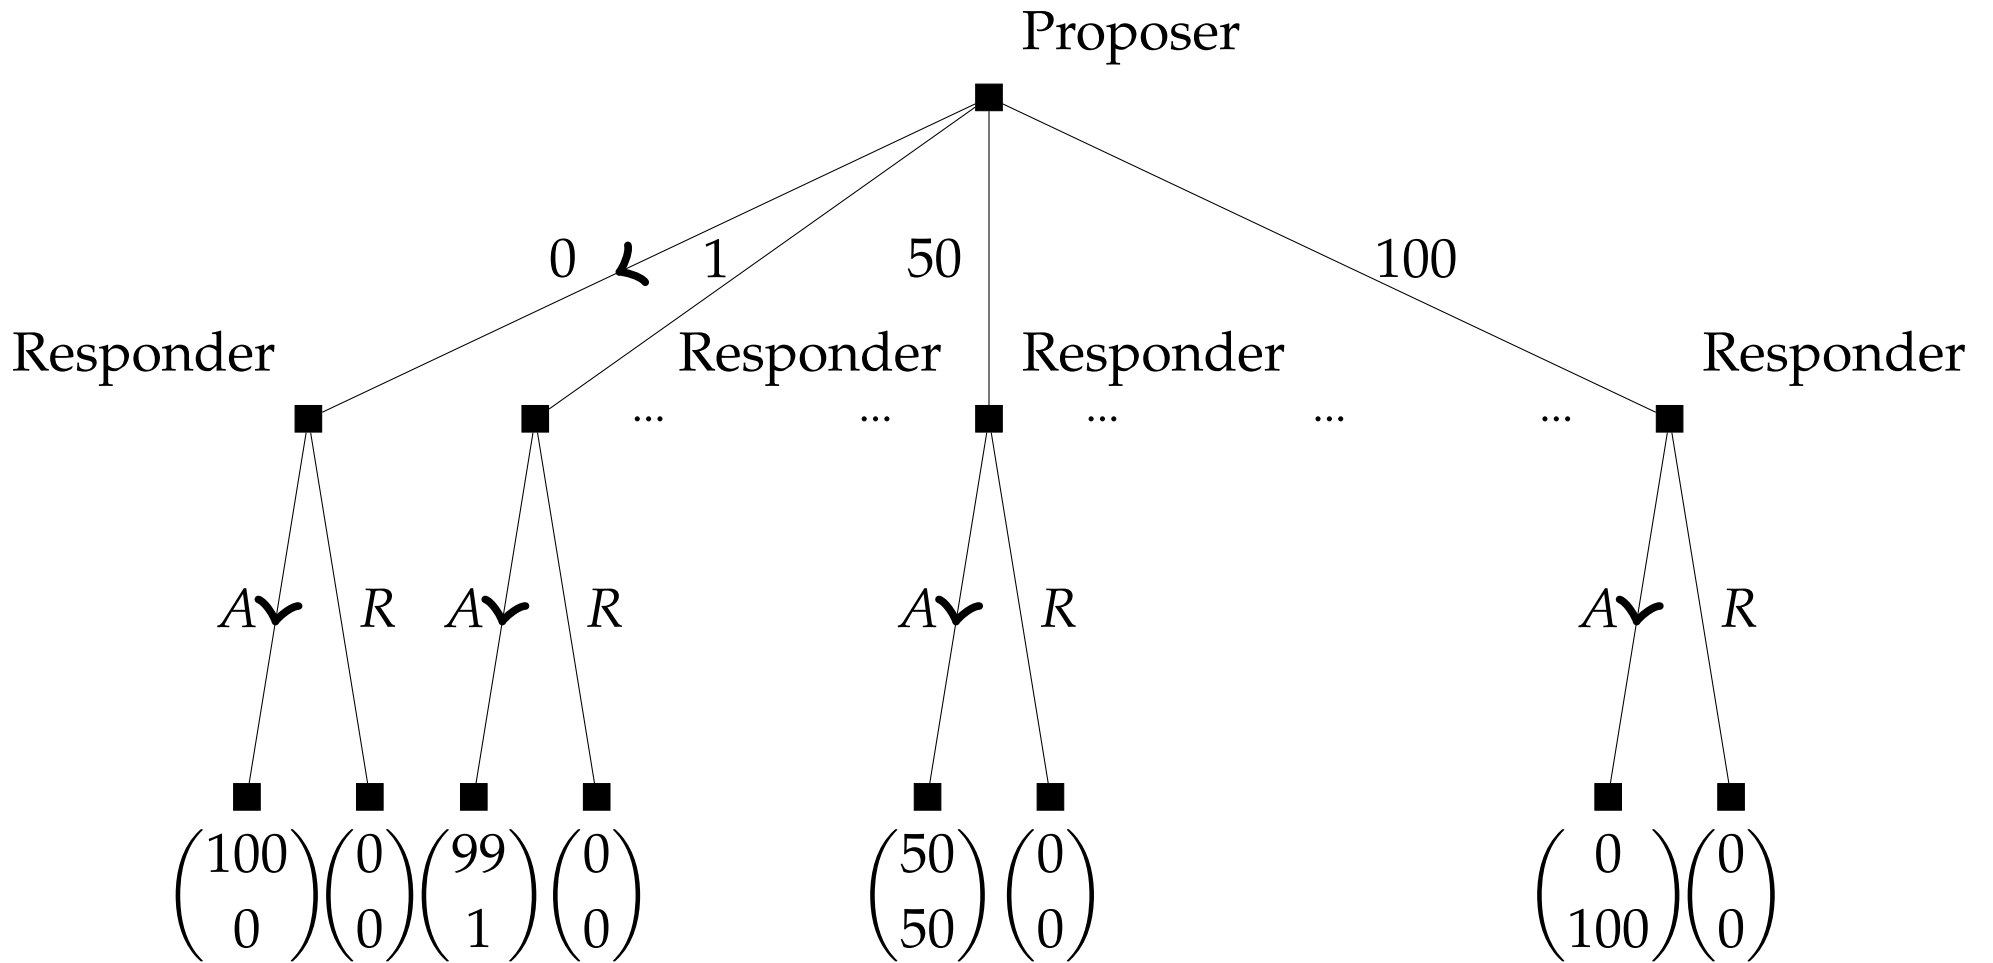 Proposer
0 1 50 100
Responder Responder Responder Responder
... ... ... ... ...
A R A R A R A R
(100) (0) (99) (0) (50) (0) (0) (0)
(0) (0) (1) (0) (50) (0) (100) (0)